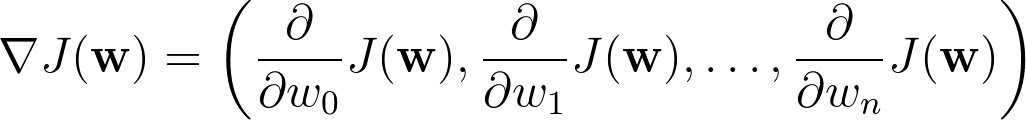 ∇J(𝐰) = (∂/∂w₀ J(𝐰), ∂/∂w₁ J(𝐰), …, ∂/∂wₙ J(𝐰))